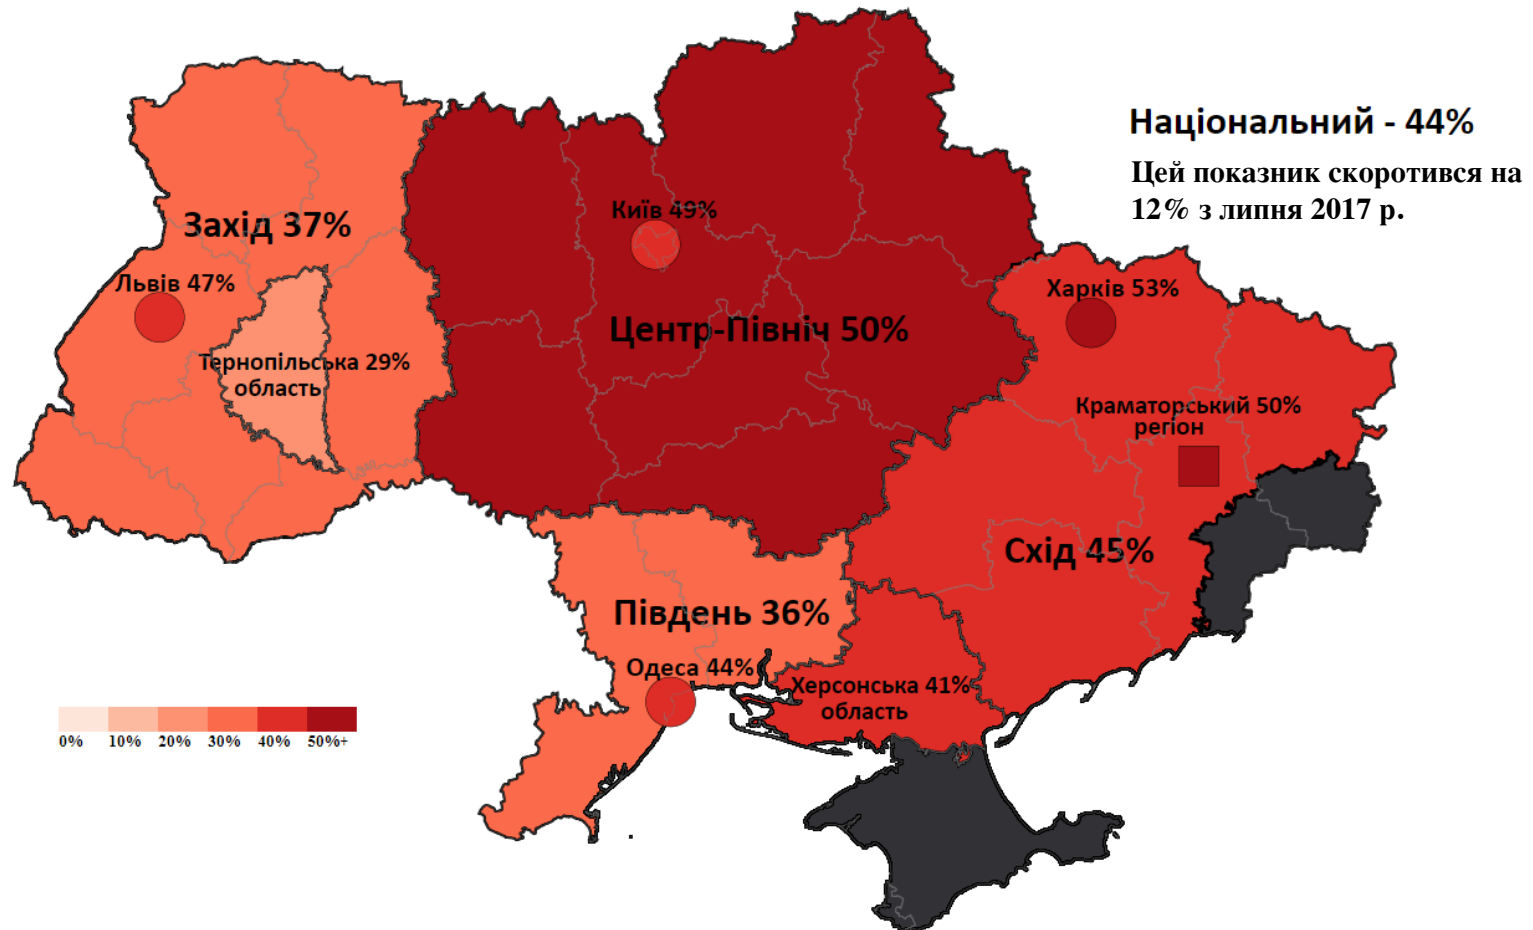 Національний - 44%
Цей показник скоротився на
12% з липня 2017 р.
Захід 37%
Київ 49%
Львів 47%
Харків 53%
Центр-Північ 50%
Тернопільська 29%
область
Краматорський 50%
регіон
Схід 45%
Південь 36%
Одеса 44%
Херсонська 41%
область
0% 10% 20% 30% 40% 50%+